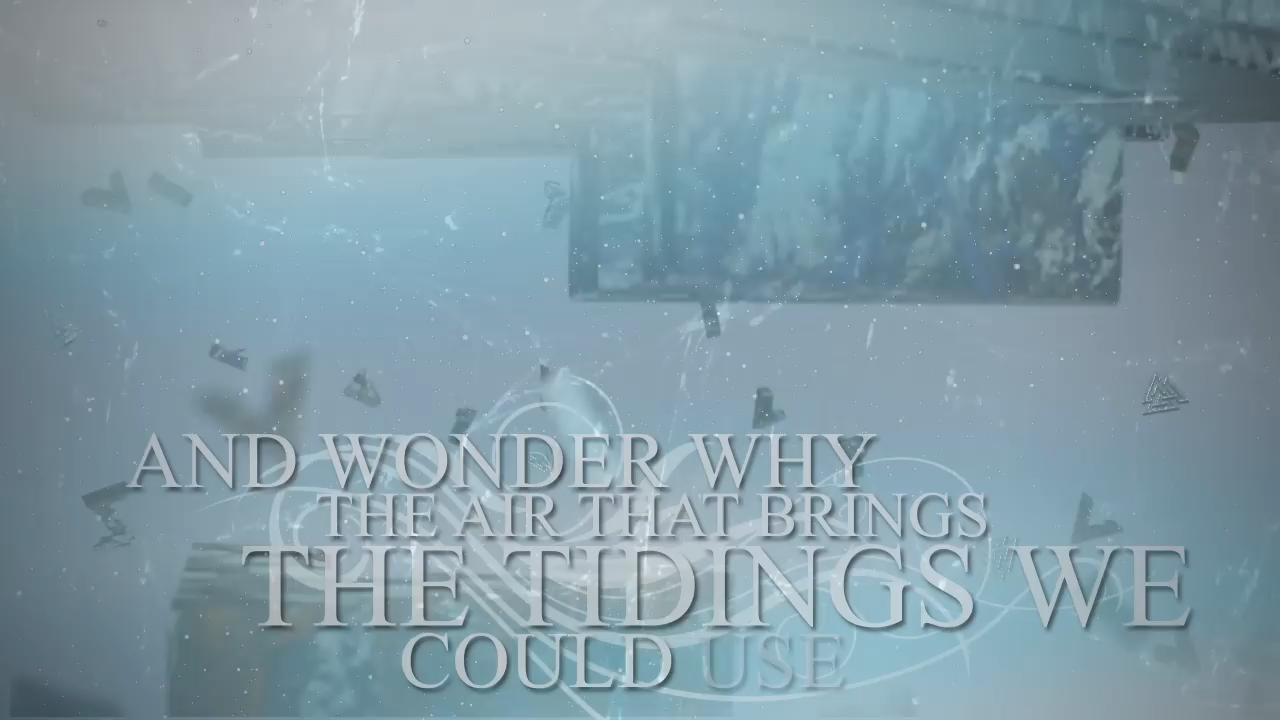 AND WONDER WHY
THE AIR THAT BRINGS
THE TIDINGS WE
COULD USE